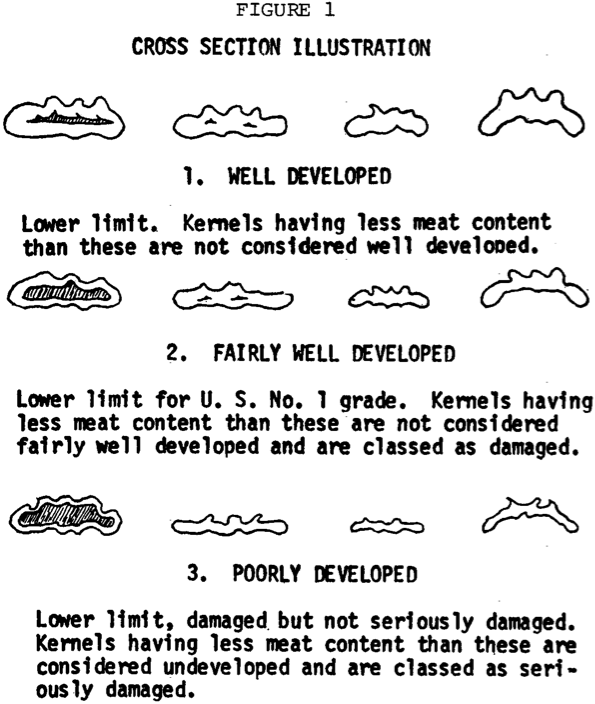 FIGURE 1
CROSS SECTION ILLUSTRATION
1. WELL DEVELOPED
Lower limit. Kernels having less meat content
than these are not considered well developed.
2. FAIRLY WELL DEVELOPED
Lower limit for U. S. No. 1 grade. Kernels having
less meat content than these are not considered
fairly well developed and are classed as damaged.
3. POORLY DEVELOPED
Lower limit, damaged but not seriously damaged.
Kernels having less meat content than these are
considered undeveloped and are classed as seri-
ously damaged.